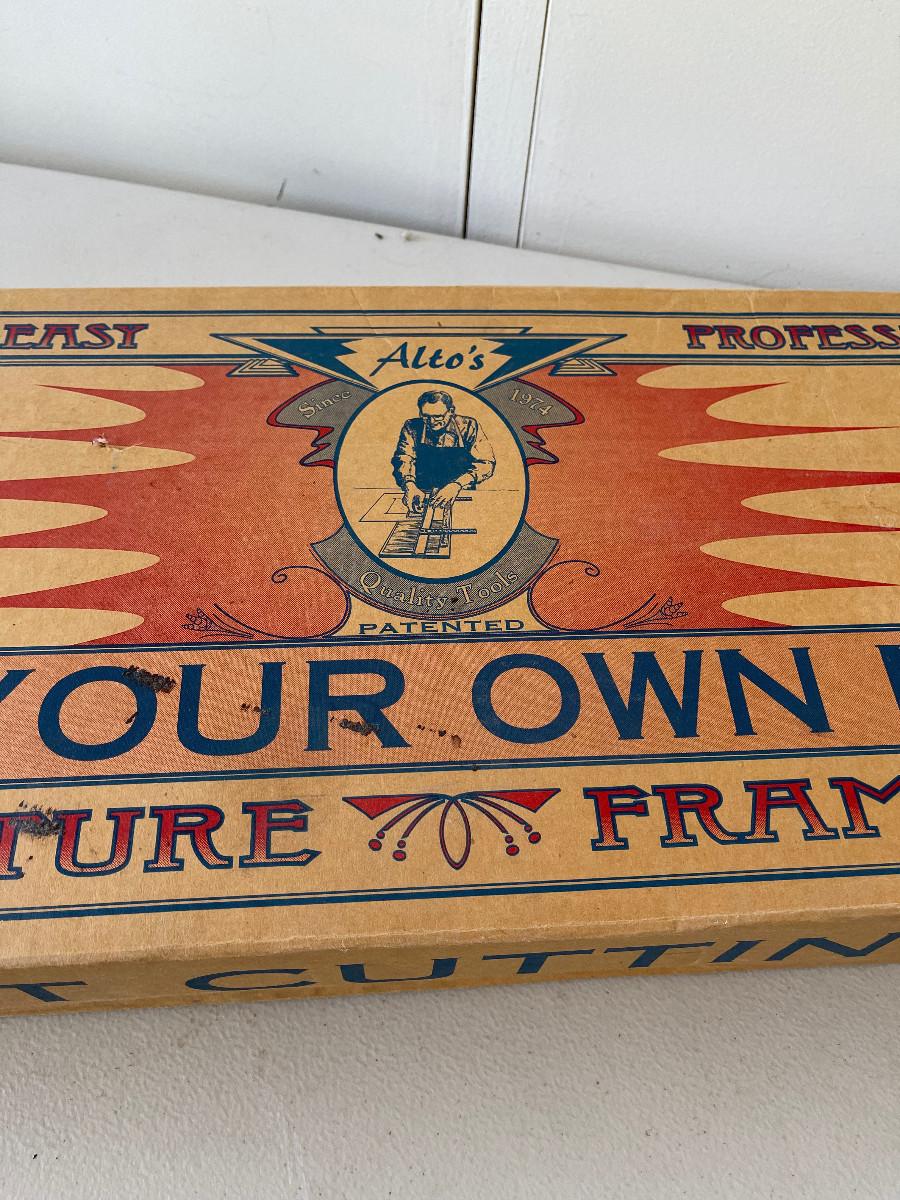 EASY
Alto's
PROFESS
Since 1974
Quality Tools
PATENTED
YOUR OWN
TURE FRAM
T CUTTIN